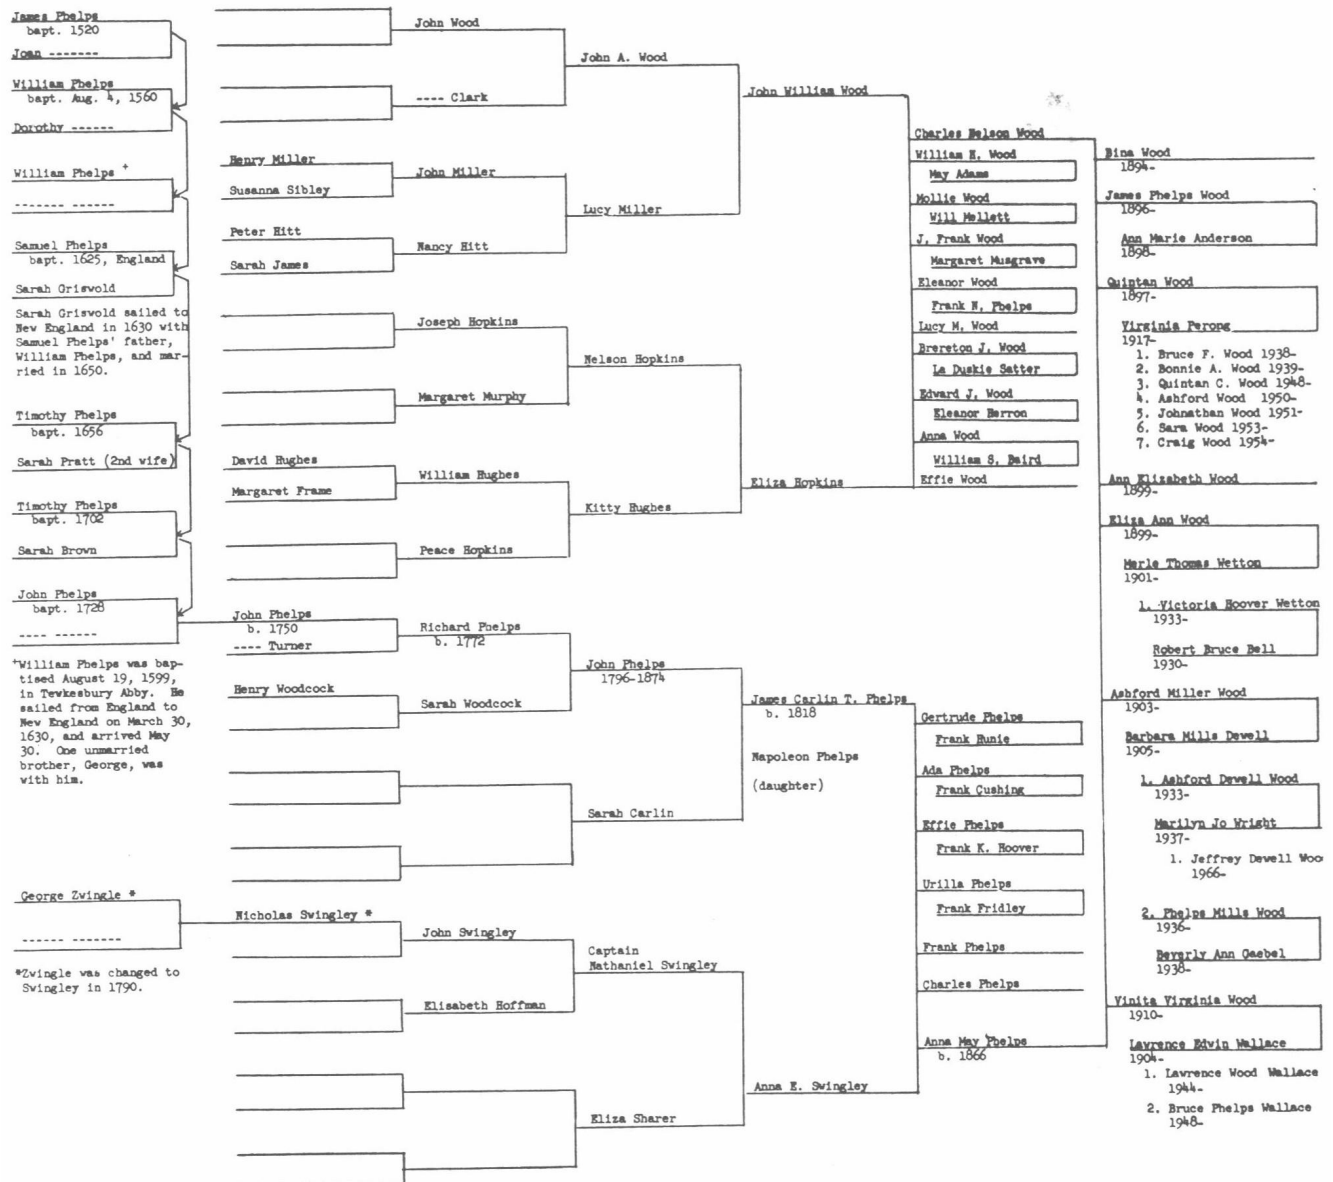 James Phelps
bapt. 1520
Joan -------
William Phelps
bapt. Aug. 4, 1560
Dorothy ------
William Phelps +
------- ------
Samuel Phelps
bapt. 1625, England
Sarah Griswold
Sarah Griswold sailed to
New England in 1630 with
Samuel Phelps' father,
William Phelps, and mar-
ried in 1650.
Timothy Phelps
bapt. 1656
Sarah Pratt (2nd wife)
Timothy Phelps
bapt. 1702
Sarah Brown
John Phelps
bapt. 1728
---- ------
+William Phelps was bap-
tised August 19, 1599,
in Tewkesbury Abby. He
sailed from England to
New England on March 30,
1630, and arrived May
30. One unmarried
brother, George, was
with him.
George Zwingle *
------ -------
*Zwingle was changed to
Swingley in 1790.
Henry Miller
Susanna Sibley
Peter Hitt
Sarah James
David Hughes
Margaret Frame
John Phelps
b. 1750
---- Turner
Henry Woodcock
Nicholas Swingley *
John Wood
---- Clark
John Miller
Nancy Hitt
Joseph Hopkins
Margaret Murphy
William Hughes
Peace Hopkins
Richard Phelps
b. 1772
Sarah Woodcock
John Swingley
Elisabeth Hoffman
John A. Wood
Lucy Miller
Nelson Hopkins
Kitty Hughes
John Phelps
1796-1874
Sarah Carlin
Captain
Nathaniel Swingley
Eliza Sharer
John William Wood
Eliza Hopkins
James Carlin T. Phelps
b. 1818
Napoleon Phelps
(daughter)
Anna E. Swingley
Charles Nelson Wood
William H. Wood
May Adams
Mollie Wood
Will Mellett
J. Frank Wood
Margaret Musgrave
Eleanor Wood
Frank N. Phelps
Lucy M. Wood
Brereton J. Wood
La Duskie Satter
Edward J. Wood
Eleanor Herron
Anna Wood
William S. Baird
Effie Wood
Gertrude Phelps
Frank Hunie
Ada Phelps
Frank Cushing
Effie Phelps
Frank K. Hoover
Urilla Phelps
Frank Fridley
Frank Phelps
Charles Phelps
Anna May Phelps
b. 1866
Bina Wood
1894-
James Phelps Wood
1896-
Ann Marie Anderson
1898-
Quintan Wood
1897-
Virginia Perong
1917-
1. Bruce F. Wood 1938-
2. Bonnie A. Wood 1939-
3. Quintan C. Wood 1948-
4. Ashford Wood 1950-
5. Johnathan Wood 1951-
6. Sara Wood 1953-
7. Craig Wood 1954-
Ann Elizabeth Wood
1899-
Eliza Ann Wood
1899-
Merle Thomas Wetton
1901-
1. Victoria Hoover Wetton
1933-
Robert Bruce Bell
1930-
Ashford Miller Wood
1903-
Barbara Mills Dewell
1905-
1. Ashford Dewell Wood
1933-
Marilyn Jo Wright
1937-
1. Jeffrey Dewell Woo
1966-
2. Phelps Mills Wood
1936-
Beverly Ann Gaebel
1938-
Vinita Virginia Wood
1910-
Lawrence Edwin Wallace
1904-
1. Lawrence Wood Wallace
1944-
2. Bruce Phelps Wallace
1948-